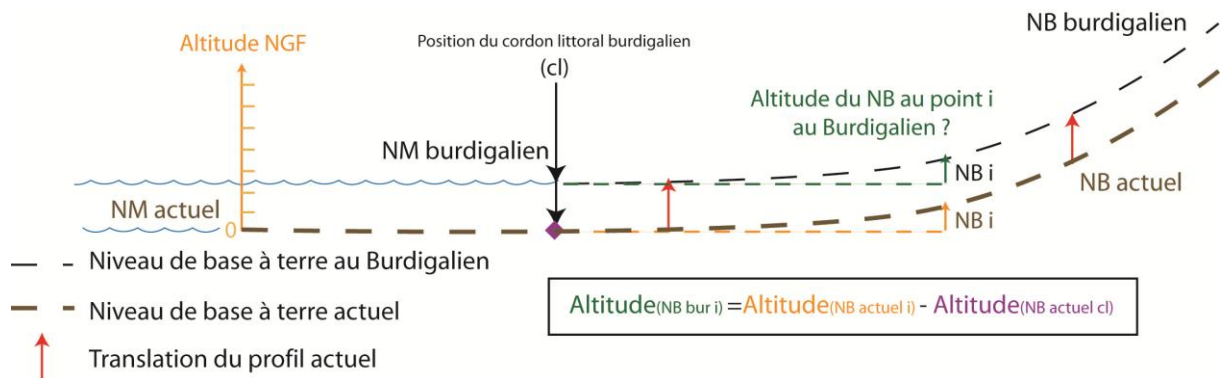 NB burdigalien
Altitude NGF
Position du cordon littoral burdigalien
(cl)
Altitude du NB au point i
au Burdigalien ?
NM burdigalien
NB i
NB actuel
NM actuel
NB i
0
Niveau de base à terre au Burdigalien
Niveau de base à terre actuel
Altitude(NB bur i) =Altitude(NB actuel i) - Altitude(NB actuel cl)
Translation du profil actuel